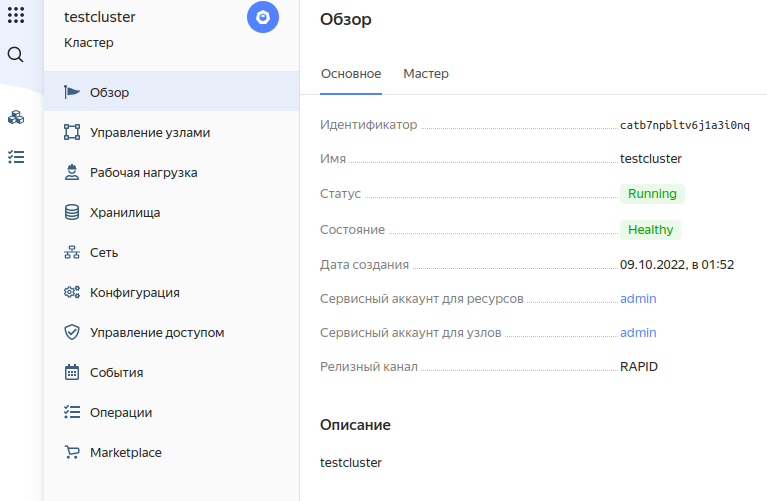 testcluster
Кластер
Обзор
Управление узлами
Рабочая нагрузка
Хранилища
Сеть
Конфигурация
Управление доступом
События
Операции
Marketplace
Обзор
Основное Мастер
Идентификатор catb7npbltv6j1a3i0nq
Имя testcluster
Статус Running
Состояние Healthy
Дата создания 09.10.2022, в 01:52
Сервисный аккаунт для ресурсов admin
Сервисный аккаунт для узлов admin
Релизный канал RAPID
Описание
testcluster